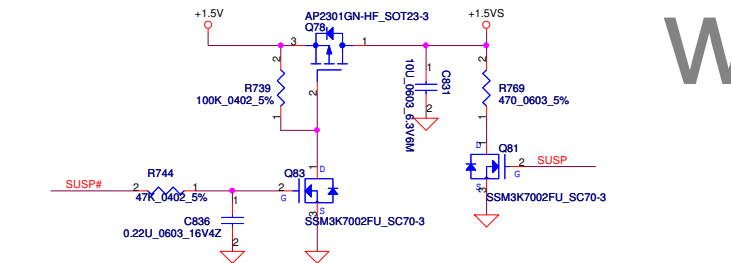 +1.5V
AP2301GN-HF_SOT23-3
Q78
+1.5VS
3
1
2
R739
100K_0402_5%
2
1
10U_0603_6.3V6M
C831
1
2
2
R769
470_0603_5%
1
D
Q81
2
SUSP
G
S
3
SSM3K7002FU_SC70-3
SUSP#
2
R744
1
47K_0402_5%
Q83
1
D
2
G
S
3
SSM3K7002FU_SC70-3
1
C836
0.22U_0603_16V4Z
2
W